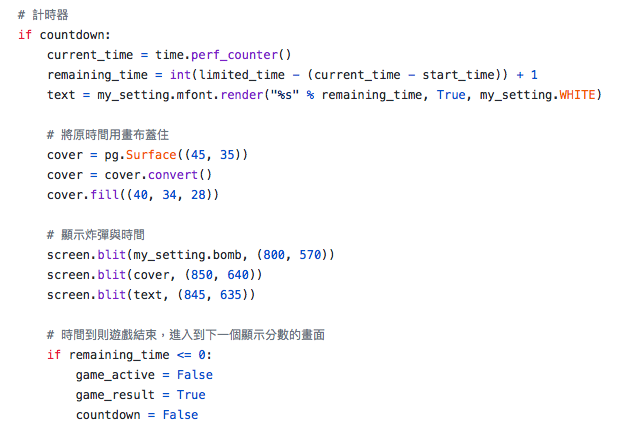 # 計時器
if countdown:
    current_time = time.perf_counter()
    remaining_time = int(limited_time - (current_time - start_time)) + 1
    text = my_setting.mfont.render("%s" % remaining_time, True, my_setting.WHITE)

    # 將原時間用畫布蓋住
    cover = pg.Surface((45, 35))
    cover = cover.convert()
    cover.fill((40, 34, 28))

    # 顯示炸彈與時間
    screen.blit(my_setting.bomb, (800, 570))
    screen.blit(cover, (850, 640))
    screen.blit(text, (845, 635))

    # 時間到則遊戲結束，進入到下一個顯示分數的畫面
    if remaining_time <= 0:
        game_active = False
        game_result = True
        countdown = False